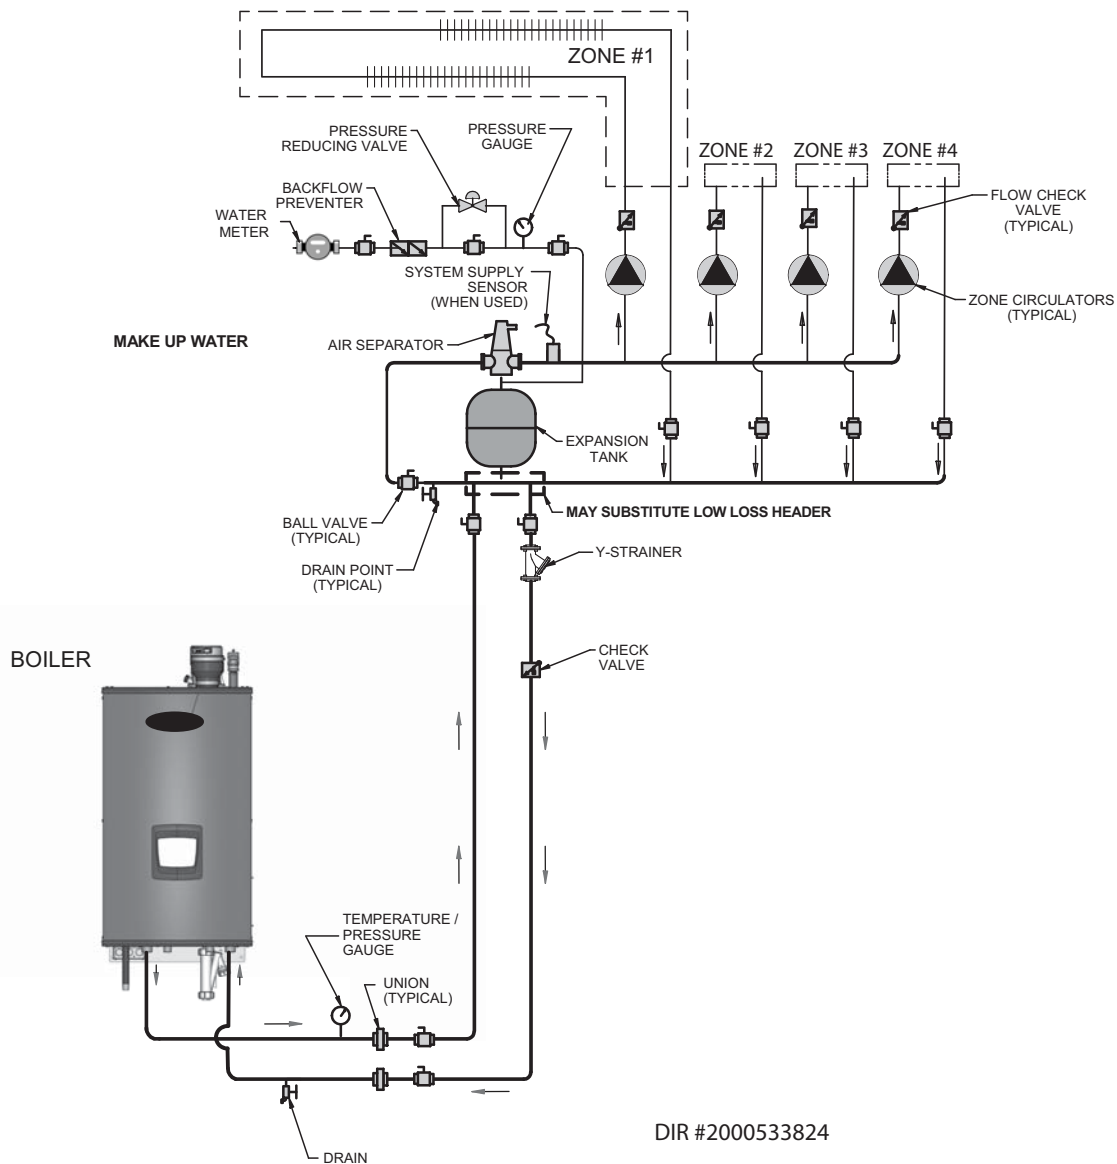 ZONE #1
PRESSURE
REDUCING VALVE
PRESSURE
GAUGE
ZONE #2
ZONE #3
ZONE #4
BACKFLOW
PREVENTER
FLOW CHECK
VALVE
(TYPICAL)
WATER
METER
SYSTEM SUPPLY
SENSOR
(WHEN USED)
ZONE CIRCULATORS
(TYPICAL)
MAKE UP WATER
AIR SEPARATOR
EXPANSION
TANK
MAY SUBSTITUTE LOW LOSS HEADER
BALL VALVE
(TYPICAL)
Y-STRAINER
DRAIN POINT
(TYPICAL)
BOILER
CHECK
VALVE
TEMPERATURE /
PRESSURE
GAUGE
UNION
(TYPICAL)
DIR #2000533824
DRAIN